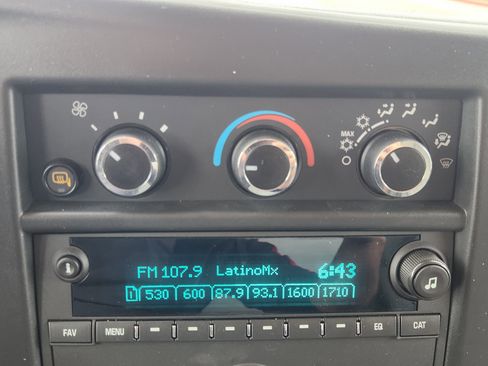 MAX
FM 107.9 LatinoMx 6:43
1 530 600 87.9 93.1 1600 1710
FAV MENU EQ CAT